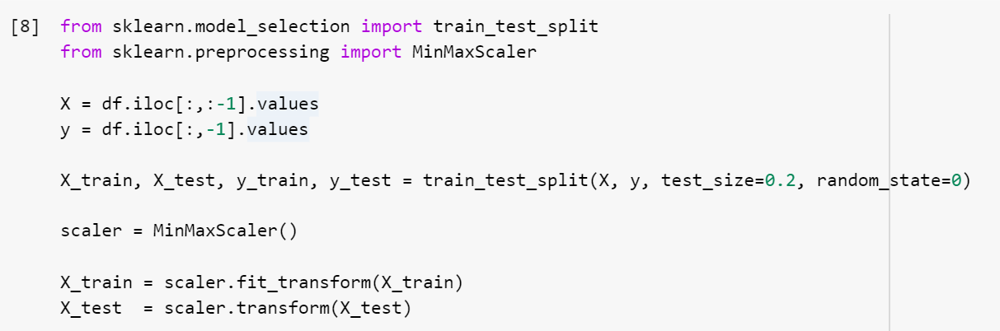 [8] from sklearn.model_selection import train_test_split
from sklearn.preprocessing import MinMaxScaler
X = df.iloc[:,:-1].values
y = df.iloc[:,-1].values
X_train, X_test, y_train, y_test = train_test_split(X, y, test_size=0.2, random_state=0)
scaler = MinMaxScaler()
X_train = scaler.fit_transform(X_train)
X_test  = scaler.transform(X_test)